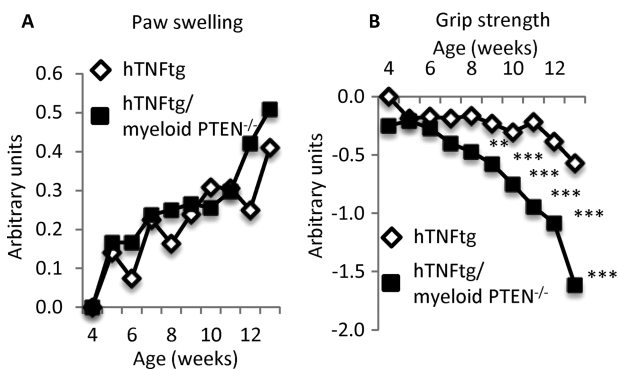 A Paw swelling
0.6
0.5
0.4
0.3
0.2
0.1
0.0
Arbitrary units
hTNFtg
hTNFtg/
myeloid PTEN-/-
4 6 8 10 12
Age (weeks)
B Grip strength
Age (weeks)
4 6 8 10 12
0.0
-0.5
-1.0
-1.5
-2.0
Arbitrary units
**
***
***
***
***
***
hTNFtg
hTNFtg/
myeloid PTEN-/-